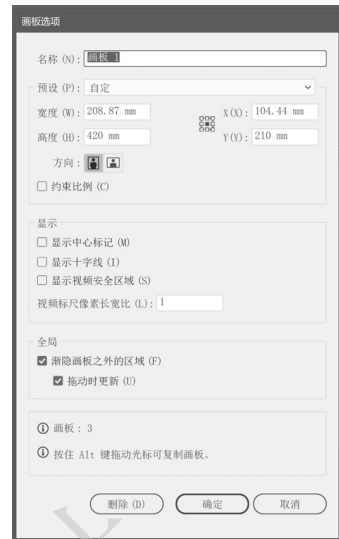 画板选项
名称 (N): 画板 1
预设 (P): 自定
宽度 (W): 208.87 mm X(X): 104.44 mm
高度 (H): 420 mm Y(Y): 210 mm
方向:
约束比例 (C)
显示
显示中心标记 (M)
显示十字线 (I)
显示视频安全区域 (S)
视频标尺像素长宽比 (L): 1
全局
渐隐画板之外的区域 (F)
拖动时更新 (U)
画板: 3
按住 Alt 键拖动光标可复制画板。
删除 (D) 确定 取消